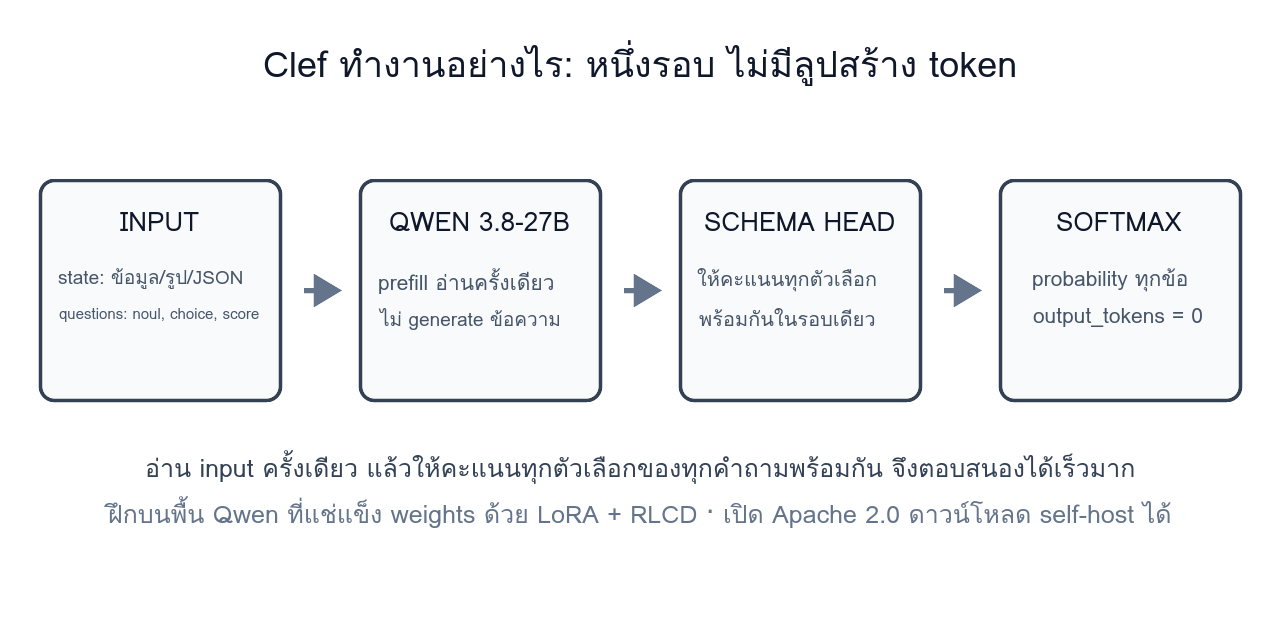 Clef ทำงานอย่างไร: หนึ่งรอบ ไม่มีลูปสร้าง token
INPUT
state: ข้อมูล/รูป/JSON
questions: noul, choice, score
QWEN 3.8-27B
prefill อ่านครั้งเดียว
ไม่ generate ข้อความ
SCHEMA HEAD
ให้คะแนนทุกตัวเลือก
พร้อมกันในรอบเดียว
SOFTMAX
probability ทุกข้อ
output_tokens = 0
อ่าน input ครั้งเดียว แล้วให้คะแนนทุกตัวเลือกของทุกคำถามพร้อมกัน จึงตอบสนองได้เร็วมาก
ฝึกบนพื้น Qwen ที่แช่แข็ง weights ด้วย LoRA + RLCD · เปิด Apache 2.0 ดาวน์โหลด self-host ได้